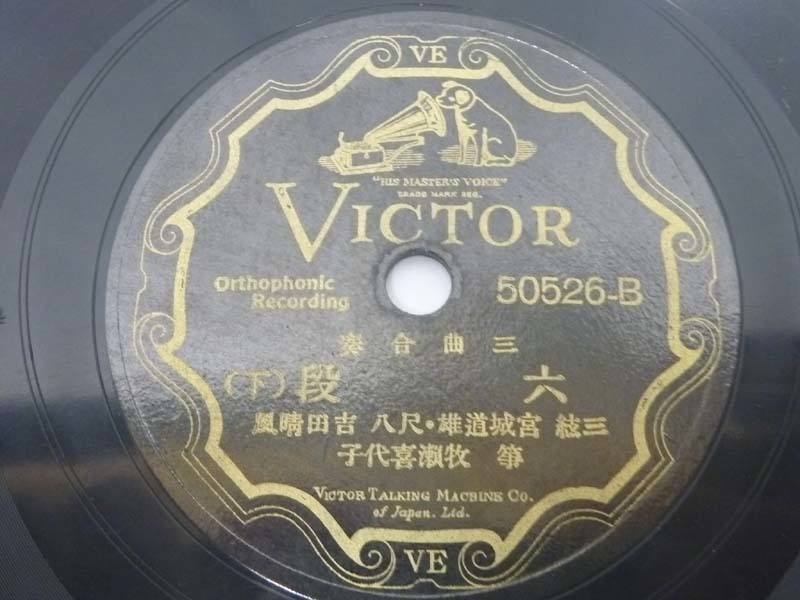 VE
"HIS MASTER'S VOICE"
TRADE MARK REG.
VICTOR
Orthophonic
Recording
50526-B
三曲合奏
六段(下)
三絃 宮城道雄・尺八 吉田晴風
箏 牧瀬喜代子
VICTOR TALKING MACHINE CO.
of Japan. Ltd.
VE